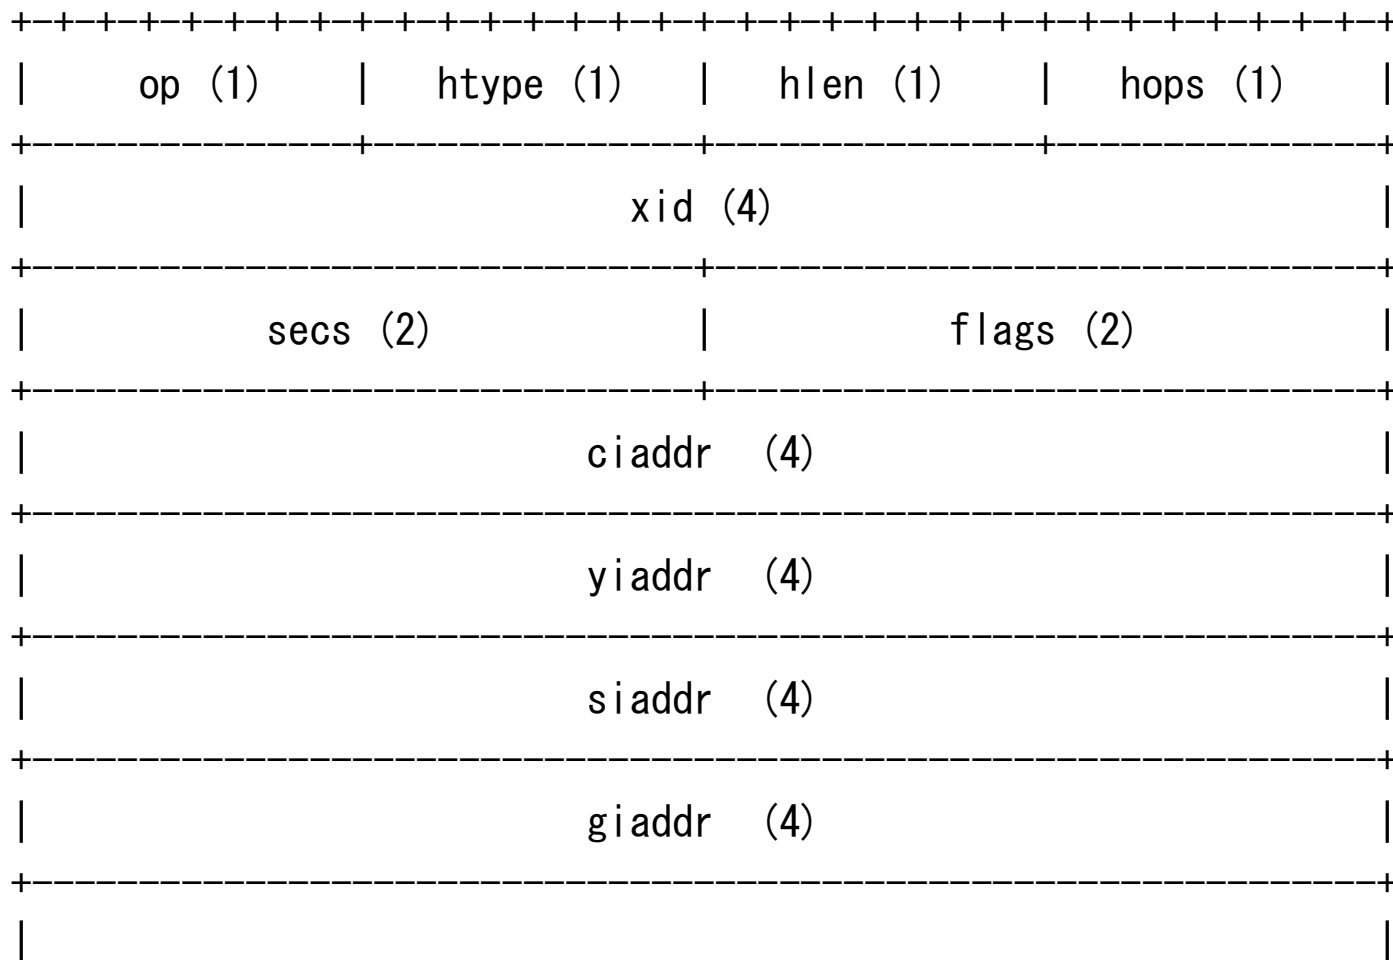 +-+-+-+-+-+-+-+-+-+-+-+-+-+-+-+-+-+-+-+-+-+-+-+-+-+-+-+-+-+-+-+-+
|     op (1)    |   htype (1)   |   hlen (1)    |   hops (1)    |
+---------------+---------------+---------------+---------------+
|                            xid (4)                            |
+-------------------------------+-------------------------------+
|           secs (2)            |           flags (2)           |
+-------------------------------+-------------------------------+
|                          ciaddr  (4)                          |
+---------------------------------------------------------------+
|                          yiaddr  (4)                          |
+---------------------------------------------------------------+
|                          siaddr  (4)                          |
+---------------------------------------------------------------+
|                          giaddr  (4)                          |
+---------------------------------------------------------------+
|                                                               |